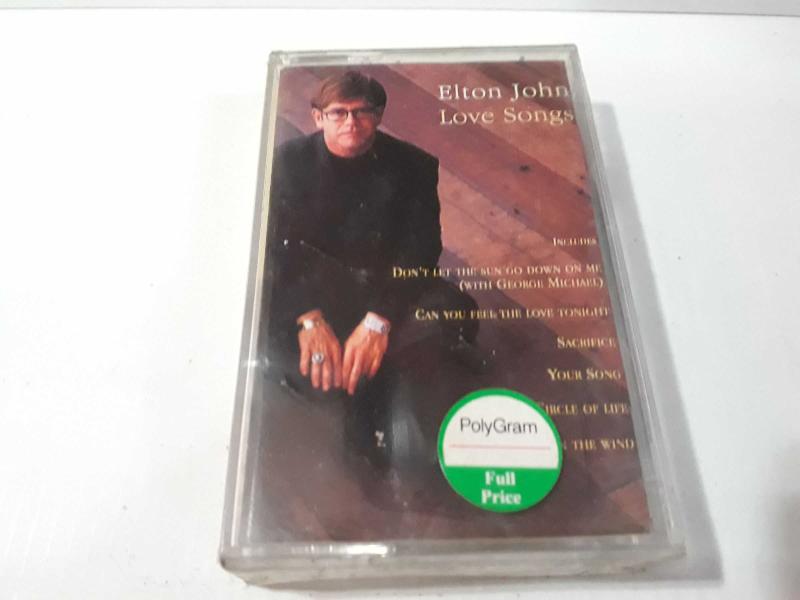 Elton John
Love Songs
Includes
Don't let the sun go down on me
(with George Michael)
Can you feel the love tonight
Sacrifice
Your Song
Circle of life
n the wind
PolyGram
Full
Price